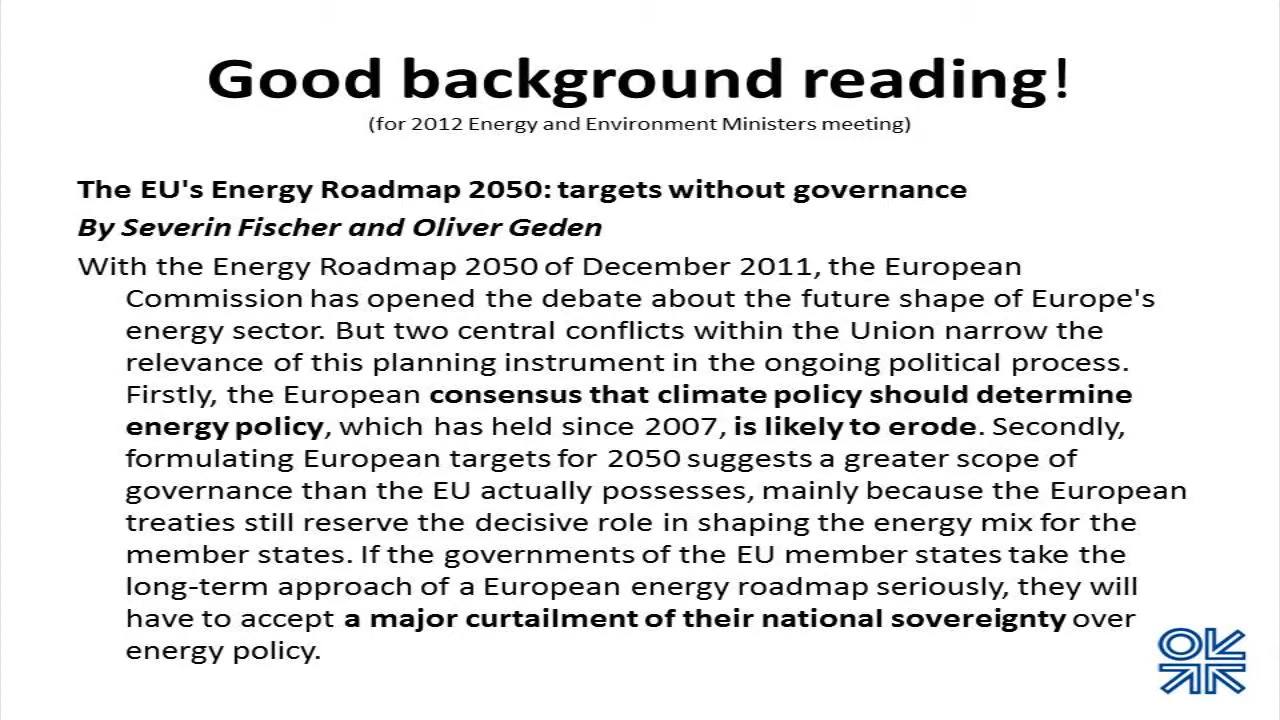 Good background reading!
(for 2012 Energy and Environment Ministers meeting)
The EU's Energy Roadmap 2050: targets without governance
By Severin Fischer and Oliver Geden
With the Energy Roadmap 2050 of December 2011, the European
Commission has opened the debate about the future shape of Europe's
energy sector. But two central conflicts within the Union narrow the
relevance of this planning instrument in the ongoing political process.
Firstly, the European consensus that climate policy should determine
energy policy, which has held since 2007, is likely to erode. Secondly,
formulating European targets for 2050 suggests a greater scope of
governance than the EU actually possesses, mainly because the European
treaties still reserve the decisive role in shaping the energy mix for the
member states. If the governments of the EU member states take the
long-term approach of a European energy roadmap seriously, they will
have to accept a major curtailment of their national sovereignty over
energy policy.